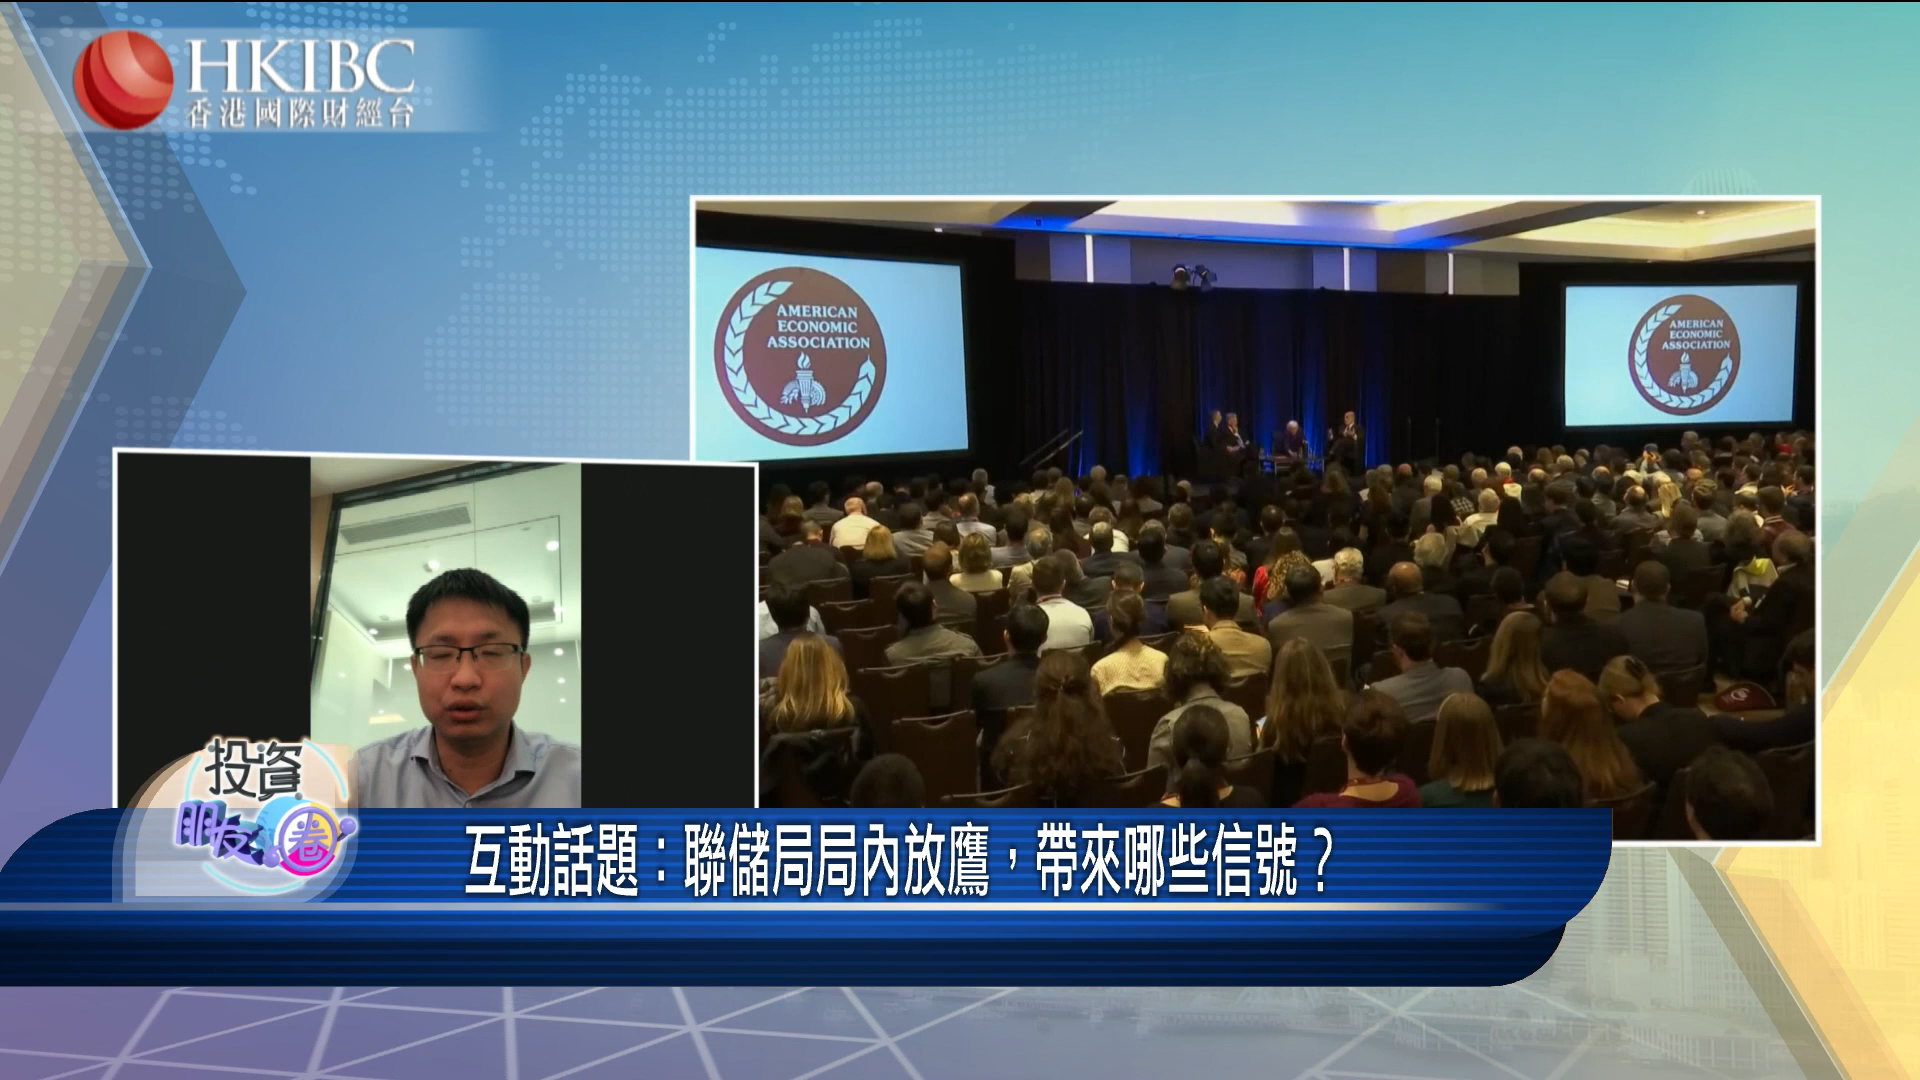 HKIBC
香港國際財經台
AMERICAN
ECONOMIC
ASSOCIATION
AMERICAN
ECONOMIC
ASSOCIATION
投資
朋友圈
互動話題：聯儲局局內放鷹，帶來哪些信號？